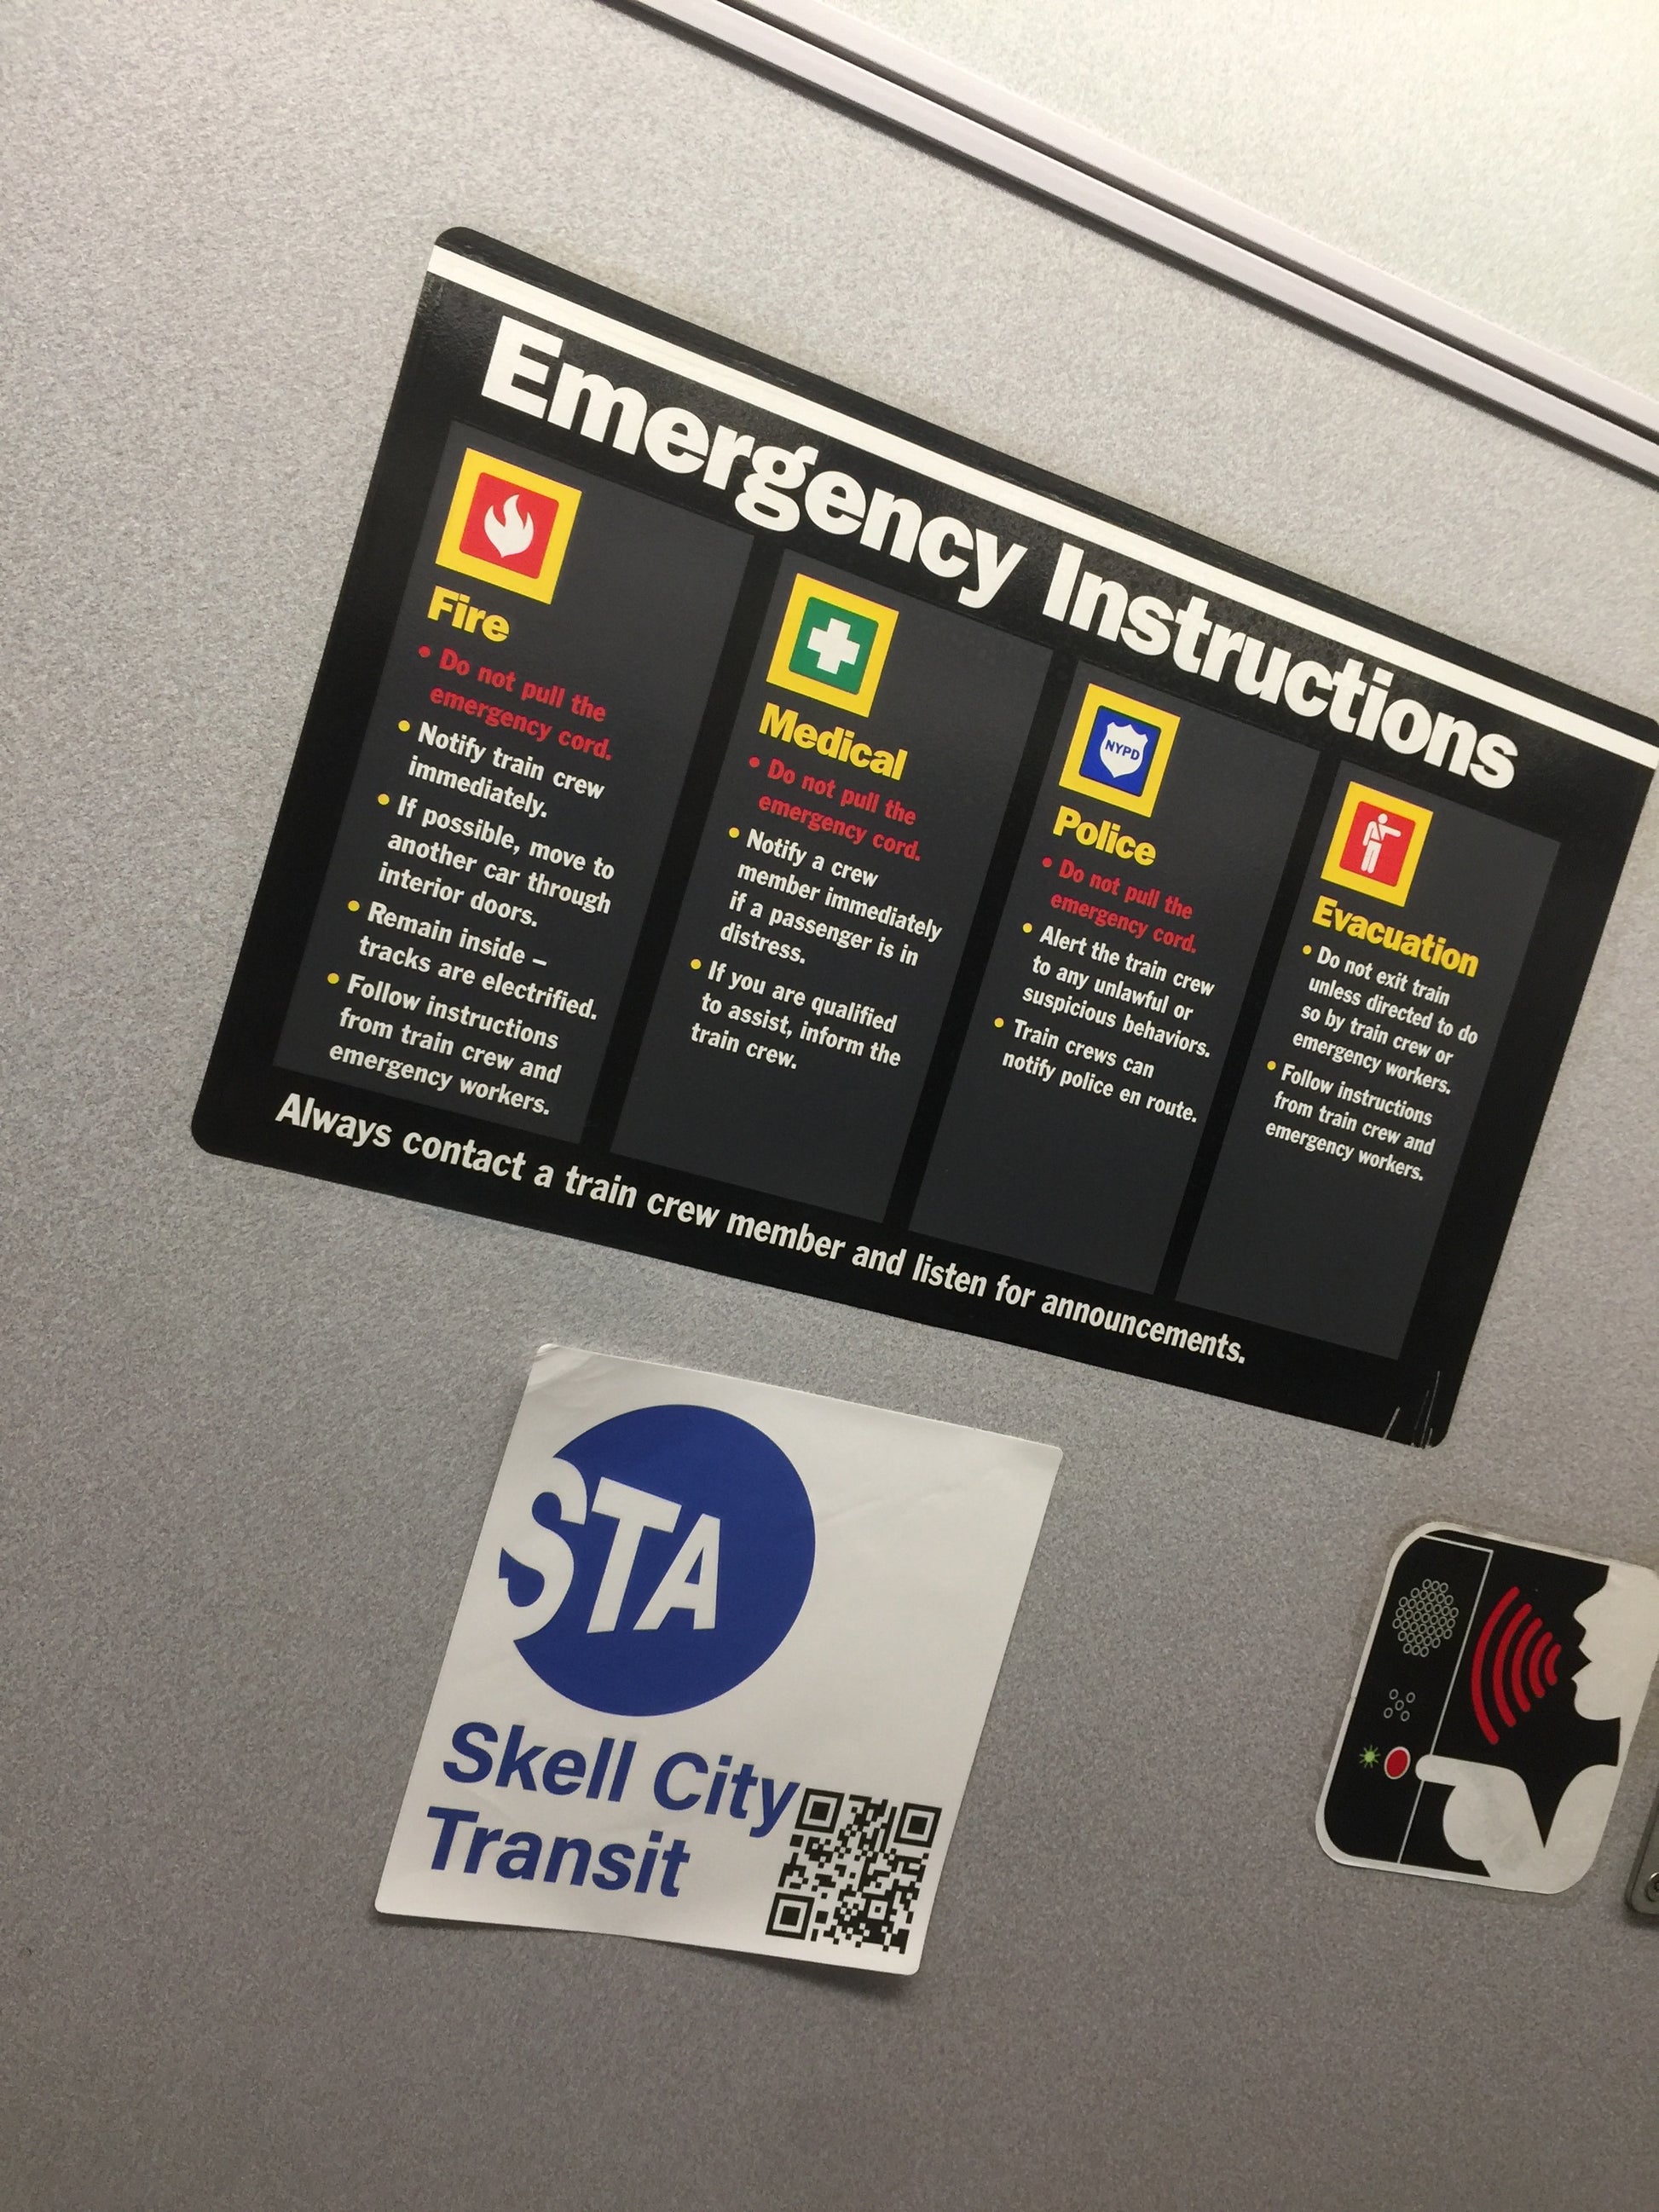 Emergency Instructions
Fire
• Do not pull the
emergency cord.
• Notify train crew
immediately.
• If possible, move to
another car through
interior doors.
• Remain inside –
tracks are electrified.
• Follow instructions
from train crew and
emergency workers.
Medical
• Do not pull the
emergency cord.
• Notify a crew
member immediately
if a passenger is in
distress.
• If you are qualified
to assist, inform the
train crew.
NYPD
Police
• Do not pull the
emergency cord.
• Alert the train crew
to any unlawful or
suspicious behaviors.
• Train crews can
notify police en route.
Evacuation
• Do not exit train
unless directed to do
so by train crew or
emergency workers.
• Follow instructions
from train crew and
emergency workers.
Always contact a train crew member and listen for announcements.
STA
Skell City
Transit